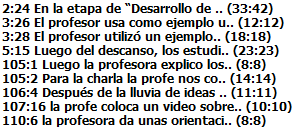 2:24 En la etapa de “Desarrollo de .. (33:42)
3:26 El profesor usa como ejemplo u.. (12:12)
3:28 El profesor utilizó un ejemplo.. (18:18)
5:15 Luego del descanso, los estudi.. (23:23)
105:1 Luego la profesora explico los.. (8:8)
105:2 Para la charla la profe nos co.. (14:14)
106:4 Después de la lluvia de ideas .. (11:11)
107:16 la profe coloca un video sobre.. (10:10)
110:6 la profesora da unas orientaci.. (8:8)